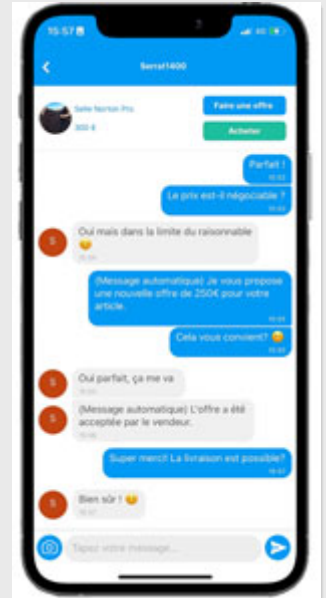 15:57
4G
Serral1400
Selle Norton Pro
300 €
Faire une offre
Acheter
Parfait !
Le prix est-il négociable ?
S
Oui mais dans la limite du raisonnable
(Message automatique) Je vous propose
une nouvelle offre de 250€ pour votre
article.
Cela vous convient?
S
Oui parfait, ça me va
S
(Message automatique) L'offre a été
acceptée par le vendeur.
Super merci! La livraison est possible?
S
Bien sûr !
Tapez votre message...